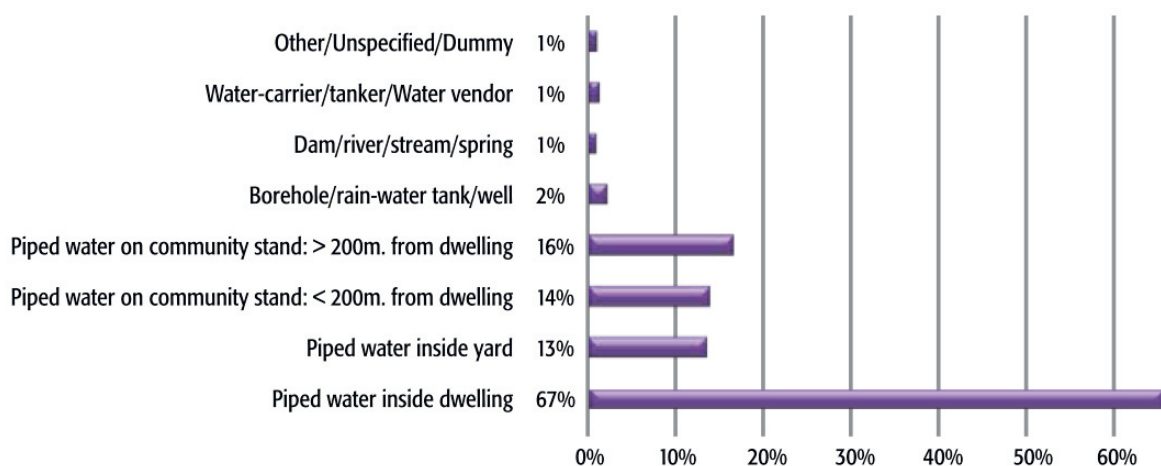 Other/Unspecified/Dummy 1%
Water-carrier/tanker/Water vendor 1%
Dam/river/stream/spring 1%
Borehole/rain-water tank/well 2%
Piped water on community stand: > 200m. from dwelling 16%
Piped water on community stand: < 200m. from dwelling 14%
Piped water inside yard 13%
Piped water inside dwelling 67%
0% 10% 20% 30% 40% 50% 60%